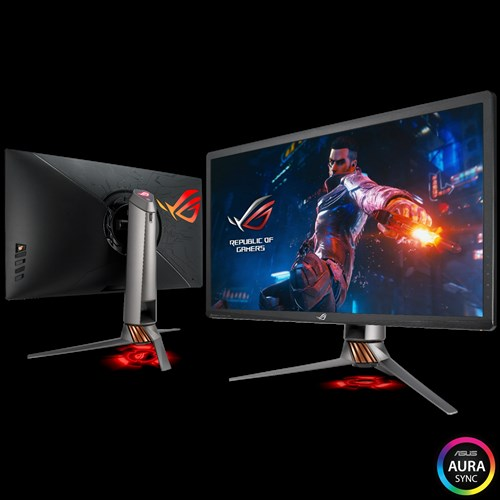 REPUBLIC OF
GAMERS
ASUS
AURA
SYNC